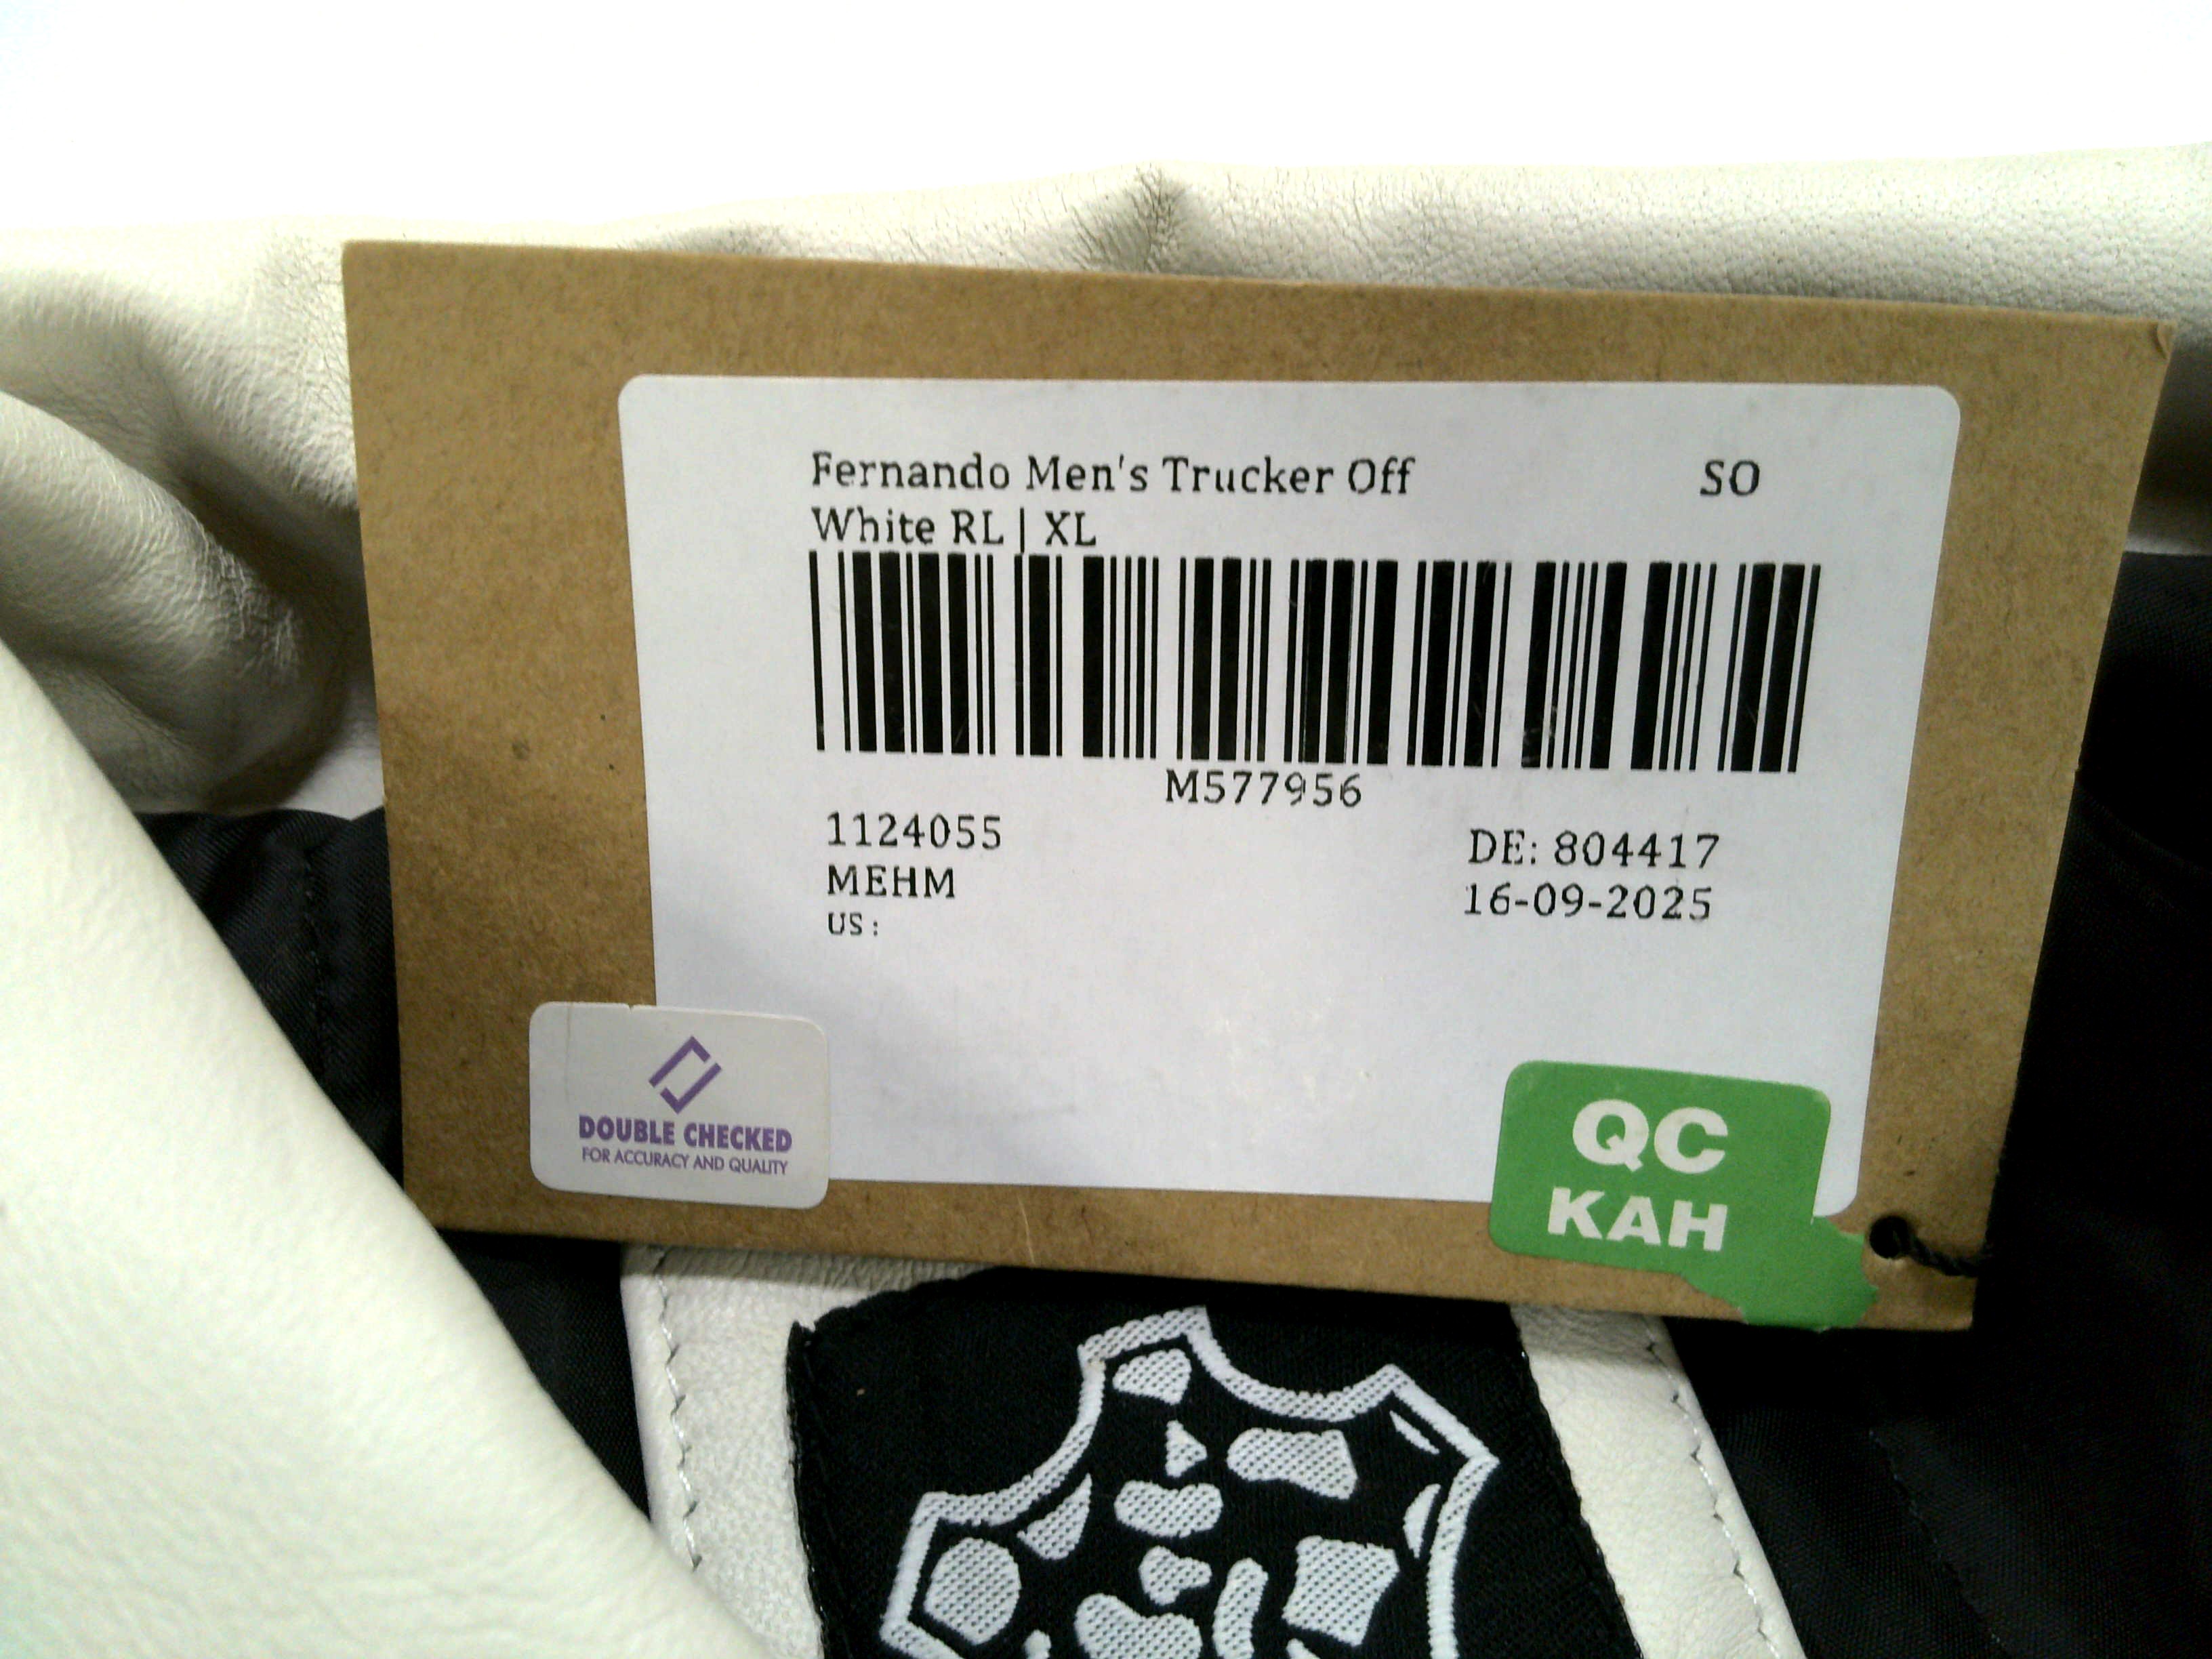 Fernando Men's Trucker Off
White RL | XL
SO
M577956
1124055
MEHM
US :
DE: 804417
16-09-2025
DOUBLE CHECKED
FOR ACCURACY AND QUALITY
QC
KAH